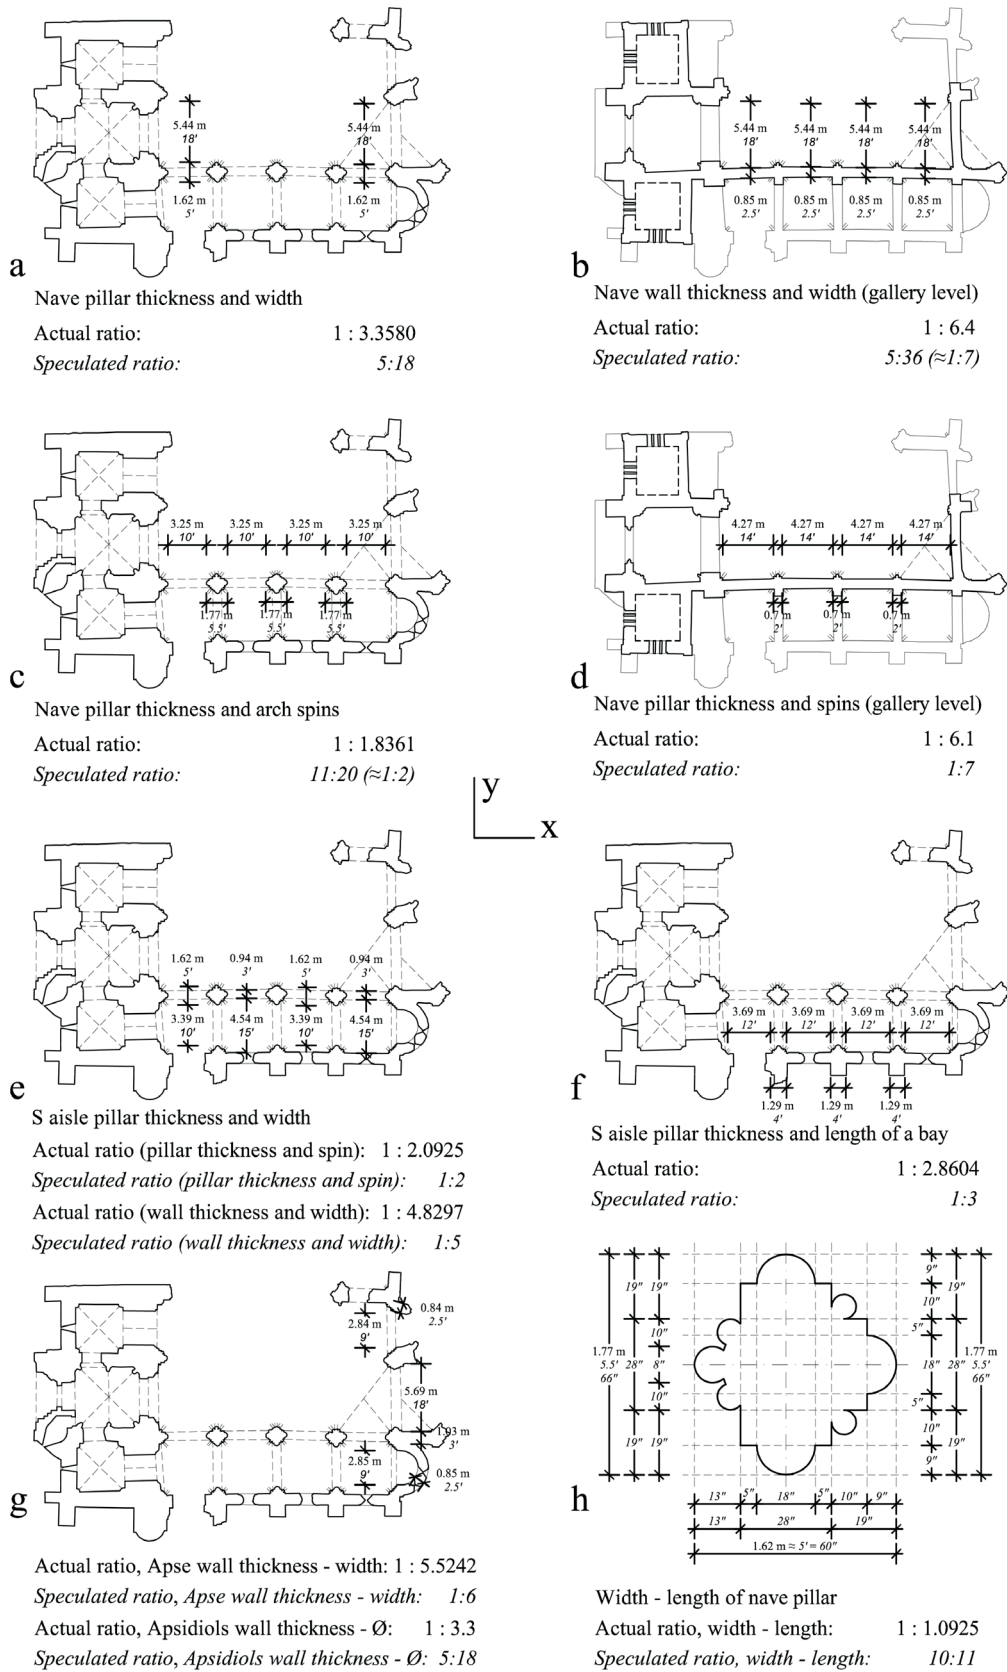 5.44 m
18'
5.44 m
18'
1.62 m
5'
1.62 m
5'
a
Nave pillar thickness and width
Actual ratio: 1 : 3.3580
Speculated ratio: 5:18
5.44 m 5.44 m 5.44 m 5.44 m
18' 18' 18' 18'
0.85 m 0.85 m 0.85 m 0.85 m
2.5' 2.5' 2.5' 2.5'
b
Nave wall thickness and width (gallery level)
Actual ratio: 1 : 6.4
Speculated ratio: 5:36 (≈1:7)
3.25 m 3.25 m 3.25 m 3.25 m
10' 10' 10' 10'
1.77 m 1.77 m 1.77 m
5.5' 5.5' 5.5'
c
Nave pillar thickness and arch spins
Actual ratio: 1 : 1.8361
Speculated ratio: 11:20 (≈1:2)
4.27 m 4.27 m 4.27 m 4.27 m
14' 14' 14' 14'
0.7 m 0.7 m 0.7 m
2' 2' 2'
d
Nave pillar thickness and spins (gallery level)
Actual ratio: 1 : 6.1
Speculated ratio: 1:7
y
x
1.62 m 0.94 m 1.62 m 0.94 m
5' 3' 5' 3'
3.39 m 4.54 m 3.39 m 4.54 m
10' 15' 10' 15'
e
S aisle pillar thickness and width
Actual ratio (pillar thickness and spin): 1 : 2.0925
Speculated ratio (pillar thickness and spin): 1:2
Actual ratio (wall thickness and width): 1 : 4.8297
Speculated ratio (wall thickness and width): 1:5
3.69 m 3.69 m 3.69 m 3.69 m
12' 12' 12' 12'
1.29 m 1.29 m 1.29 m
4' 4' 4'
f
S aisle pillar thickness and length of a bay
Actual ratio: 1 : 2.8604
Speculated ratio: 1:3
0.84 m
2.5'
2.84 m
9'
5.69 m
18'
1.03 m
3'
2.85 m
9'
0.85 m
2.5'
g
Actual ratio, Apse wall thickness - width: 1 : 5.5242
Speculated ratio, Apse wall thickness - width: 1:6
Actual ratio, Apsidiols wall thickness - Ø: 1 : 3.3
Speculated ratio, Apsidiols wall thickness - Ø: 5:18
19" 19"
10"
1.77 m
5.5'
66"
28" 8"
10"
19" 19"
9"
10"
19"
5"
18" 28"
1.77 m
5.5'
66"
5"
10"
19"
9"
13" 5" 18" 5" 10" 9"
13" 28" 19"
1.62 m ≈ 5' = 60"
h
Width - length of nave pillar
Actual ratio, width - length: 1 : 1.0925
Speculated ratio, width - length: 10:11